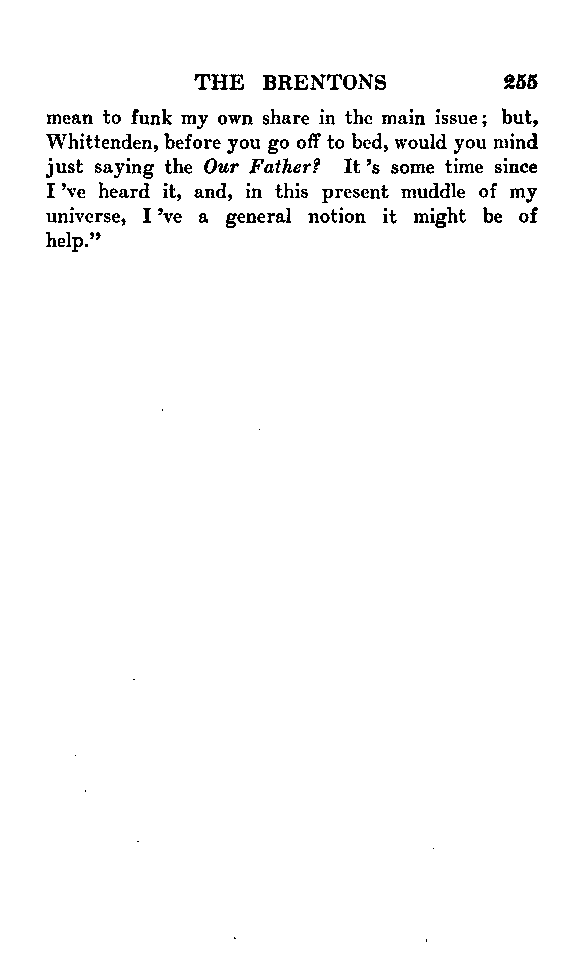 THE BRENTONS 255
mean to funk my own share in the main issue; but,
Whittenden, before you go off to bed, would you mind
just saying the Our Father? It's some time since
I've heard it, and, in this present muddle of my
universe, I've a general notion it might be of
help."